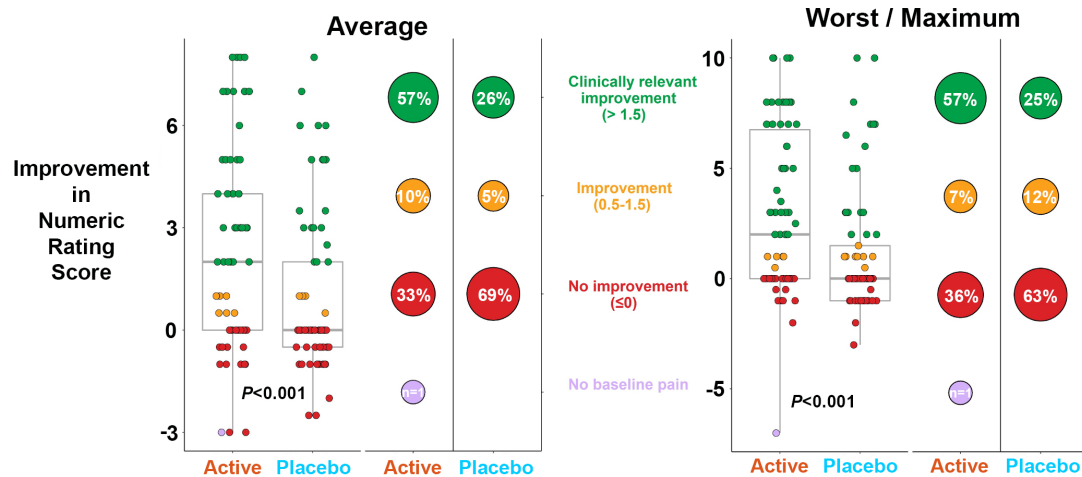 Average
Worst / Maximum
Improvement
in
Numeric
Rating
Score
6
3
0
-3
57%
26%
10%
5%
33%
69%
n=1
P<0.001
Active
Placebo
Active
Placebo
Clinically relevant
improvement
(> 1.5)
Improvement
(0.5-1.5)
No improvement
(≤0)
No baseline pain
10
5
0
-5
57%
25%
7%
12%
36%
63%
n=1
P<0.001
Active
Placebo
Active
Placebo